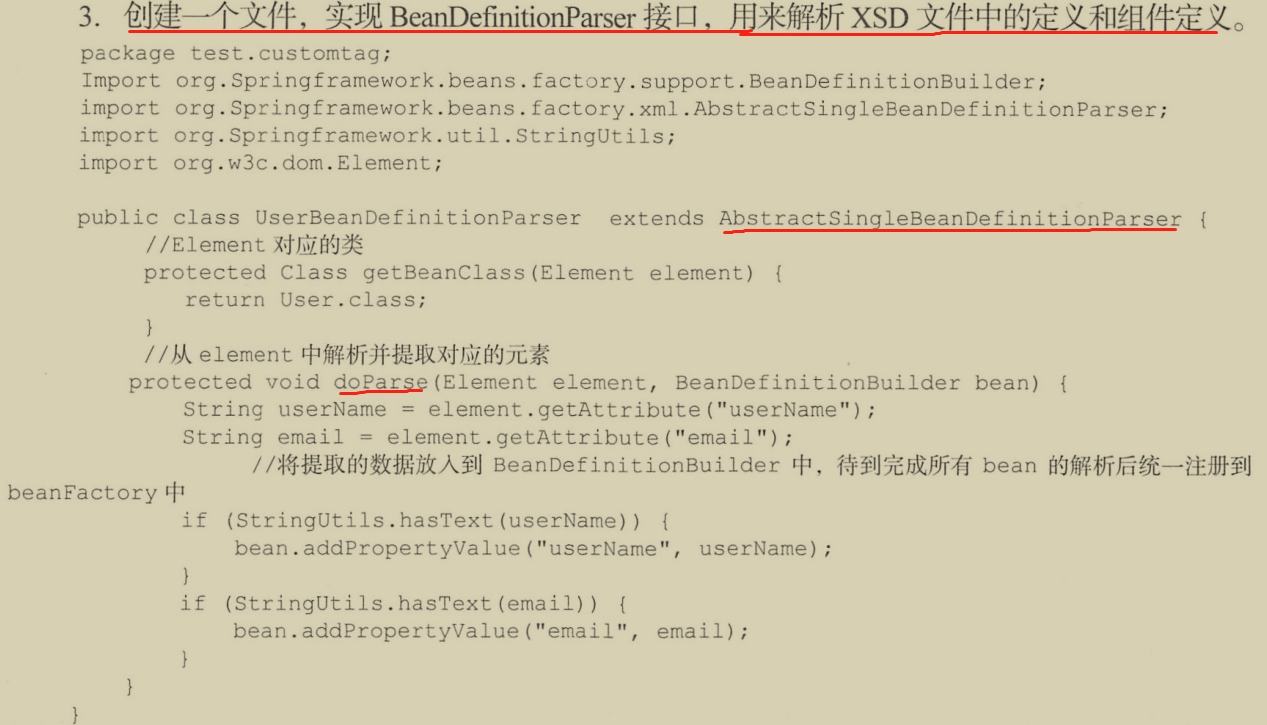 3. 创建一个文件，实现 BeanDefinitionParser 接口，用来解析 XSD 文件中的定义和组件定义。
package test.customtag;
Import org.Springframework.beans.factory.support.BeanDefinitionBuilder;
import org.Springframework.beans.factory.xml.AbstractSingleBeanDefinitionParser;
import org.Springframework.util.StringUtils;
import org.w3c.dom.Element;
public class UserBeanDefinitionParser  extends AbstractSingleBeanDefinitionParser {
//Element 对应的类
protected Class getBeanClass(Element element) {
return User.class;
}
//从 element 中解析并提取对应的元素
protected void doParse(Element element, BeanDefinitionBuilder bean) {
String userName = element.getAttribute("userName");
String email = element.getAttribute("email");
//将提取的数据放入到 BeanDefinitionBuilder 中，待到完成所有 bean 的解析后统一注册到
beanFactory 中
if (StringUtils.hasText(userName)) {
bean.addPropertyValue("userName", userName);
}
if (StringUtils.hasText(email)) {
bean.addPropertyValue("email", email);
}
}
}